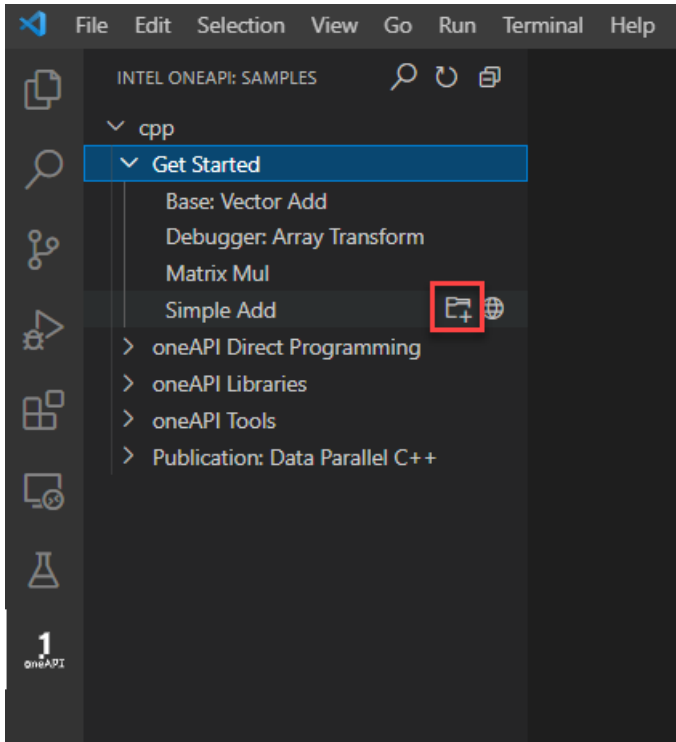 File Edit Selection View Go Run Terminal Help
INTEL ONEAPI: SAMPLES
cpp
Get Started
Base: Vector Add
Debugger: Array Transform
Matrix Mul
Simple Add
oneAPI Direct Programming
oneAPI Libraries
oneAPI Tools
Publication: Data Parallel C++
1
oneAPI